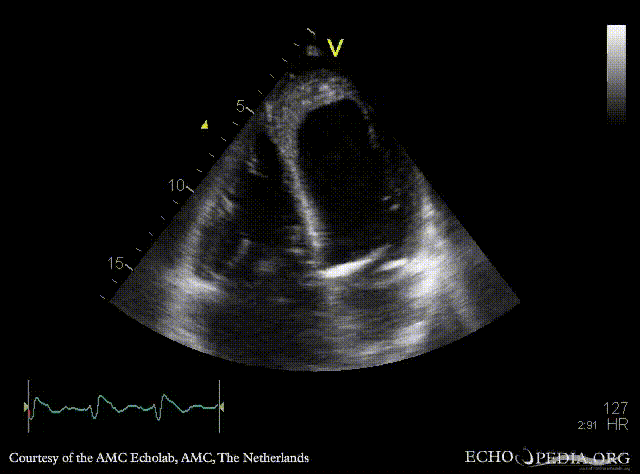 V
5
10
15
127
2:91 HR
Courtesy of the AMC Echolab, AMC, The Netherlands
ECHOPEDIA.ORG